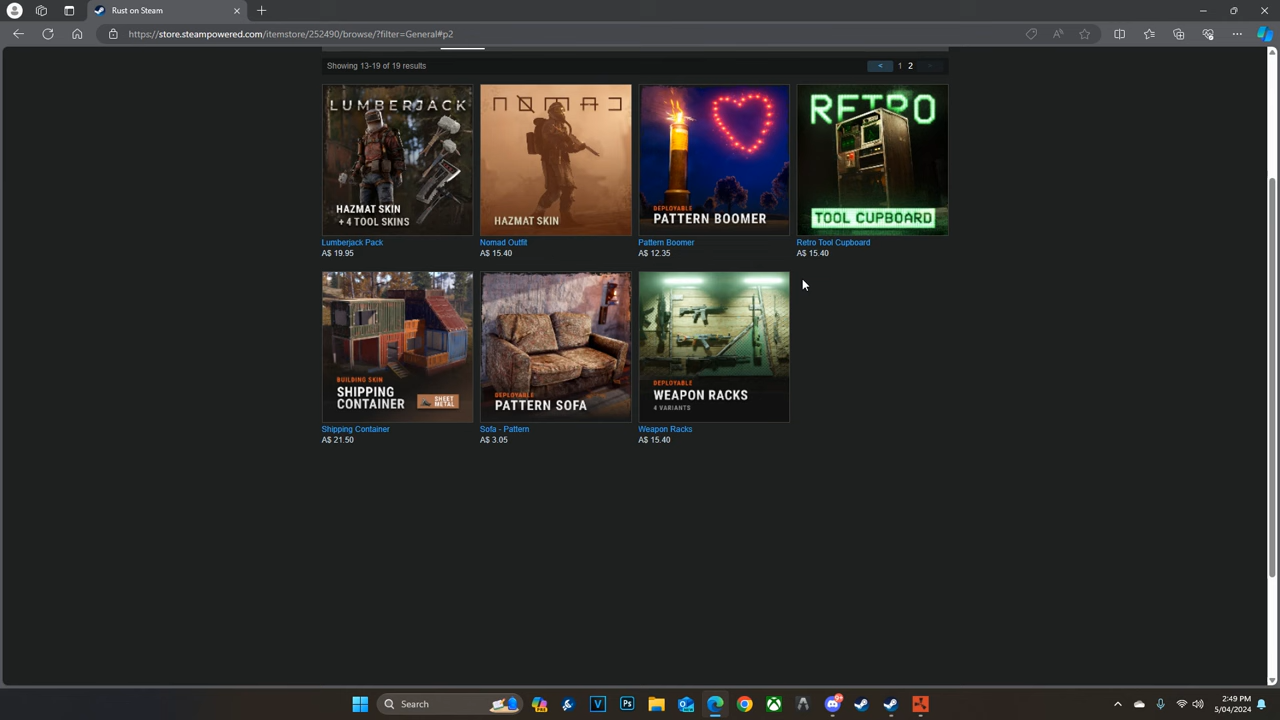 Rust on Steam
https://store.steampowered.com/itemstore/252490/browse/?filter=General#p2
Showing 13-19 of 19 results
< 1 2
LUMBERJACK
HAZMAT SKIN
+ 4 TOOL SKINS
Lumberjack Pack
A$ 19.95
NOMAD
HAZMAT SKIN
Nomad Outfit
A$ 15.40
DEPLOYABLE
PATTERN BOOMER
Pattern Boomer
A$ 12.35
RETRO
TOOL CUPBOARD
Retro Tool Cupboard
A$ 15.40
BUILDING SKIN
SHIPPING
CONTAINER
SHEET
METAL
Shipping Container
A$ 21.50
DEPLOYABLE
PATTERN SOFA
Sofa - Pattern
A$ 3.05
DEPLOYABLE
WEAPON RACKS
4 VARIANTS
Weapon Racks
A$ 15.40
Search
2:49 PM
5/04/2024